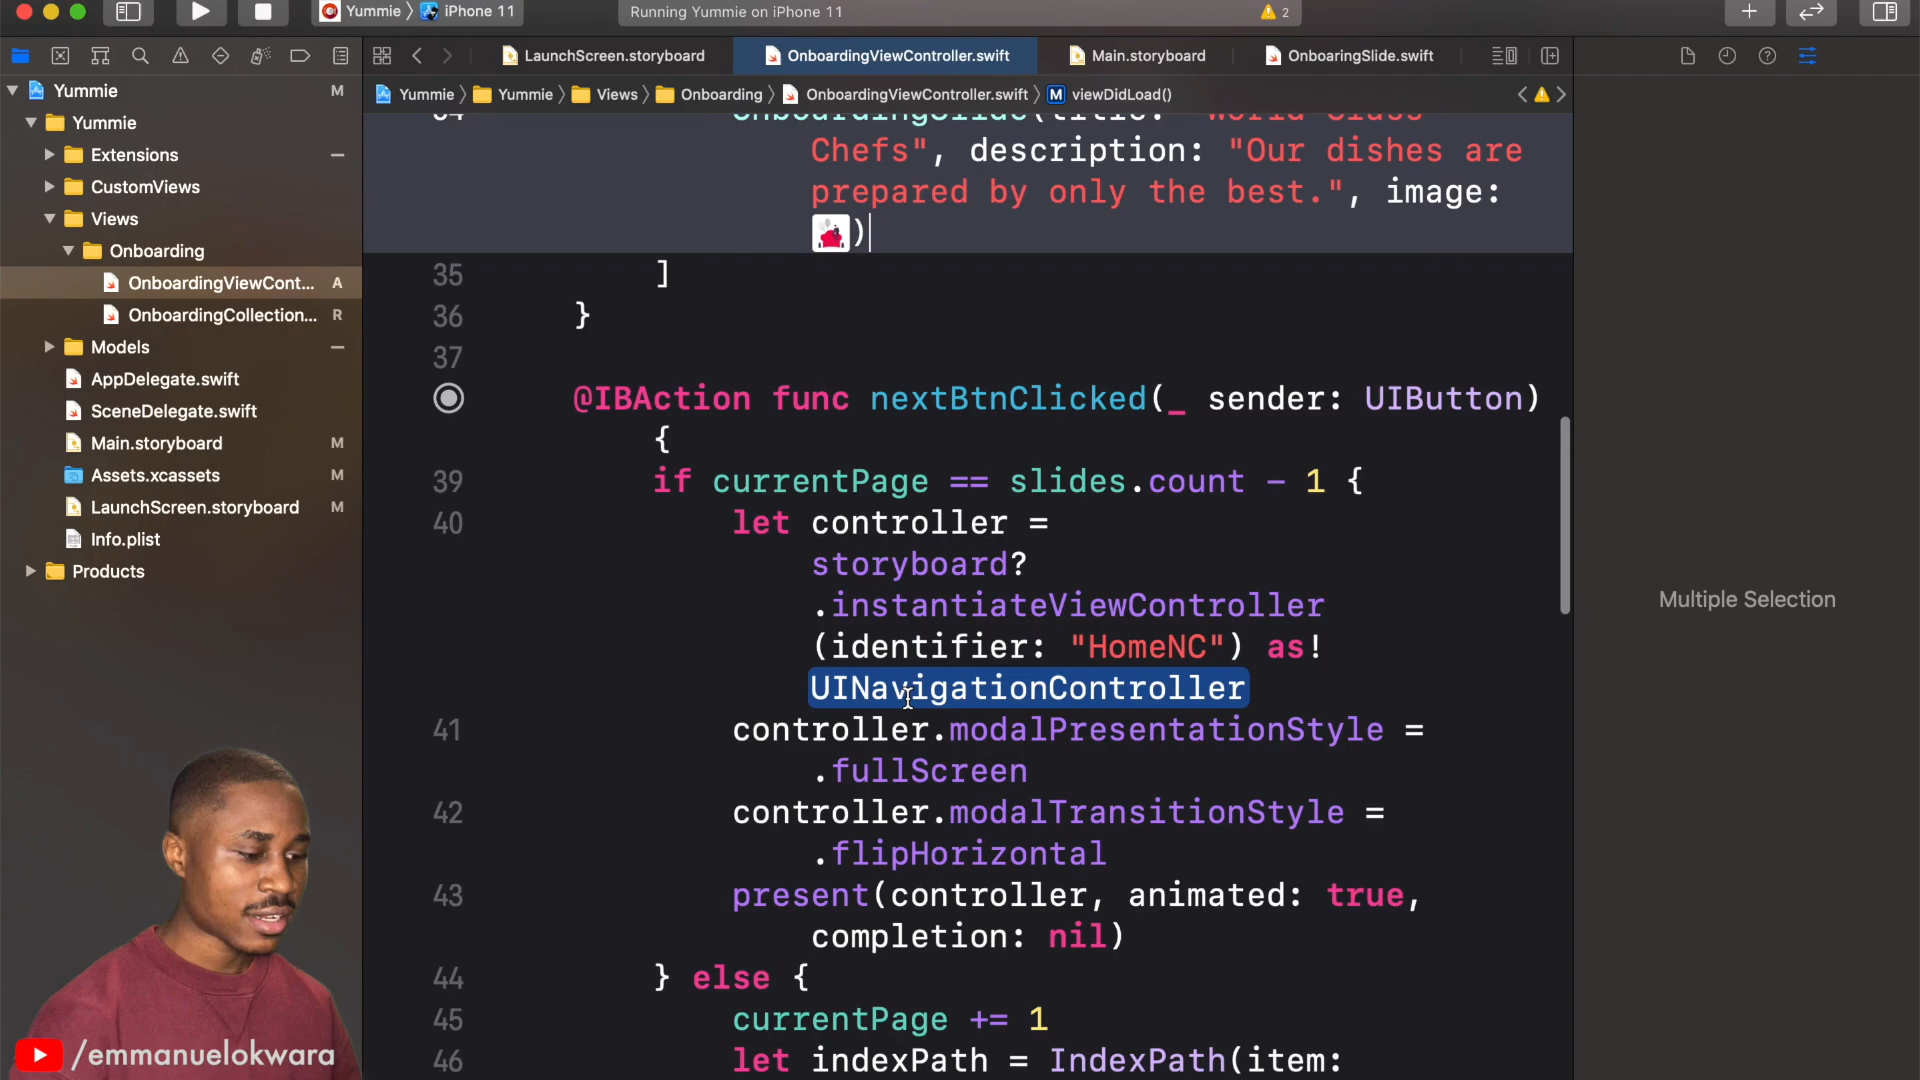 Yummie
iPhone 11
Running Yummie on iPhone 11
2
LaunchScreen.storyboard
OnboardingViewController.swift
Main.storyboard
OnboaringSlide.swift
Yummie
Yummie
Views
Onboarding
OnboardingViewController.swift
M
viewDidLoad()
Yummie M
Yummie
Extensions
CustomViews
Views
Onboarding
OnboardingViewCont... A
OnboardingCollection... R
Models
AppDelegate.swift
SceneDelegate.swift
Main.storyboard M
Assets.xcassets M
LaunchScreen.storyboard M
Info.plist
Products
34 OnboardingSlide(title: "World Class
Chefs", description: "Our dishes are
prepared by only the best.", image:
)
35 ]
36 }
37
@IBAction func nextBtnClicked(_ sender: UIButton)
{
39 if currentPage == slides.count - 1 {
40 let controller =
storyboard?
.instantiateViewController
(identifier: "HomeNC") as!
UINavigationController
41 controller.modalPresentationStyle =
.fullScreen
42 controller.modalTransitionStyle =
.flipHorizontal
43 present(controller, animated: true,
completion: nil)
44 } else {
45 currentPage += 1
46 let indexPath = IndexPath(item:
Multiple Selection
/emmanuelokwara